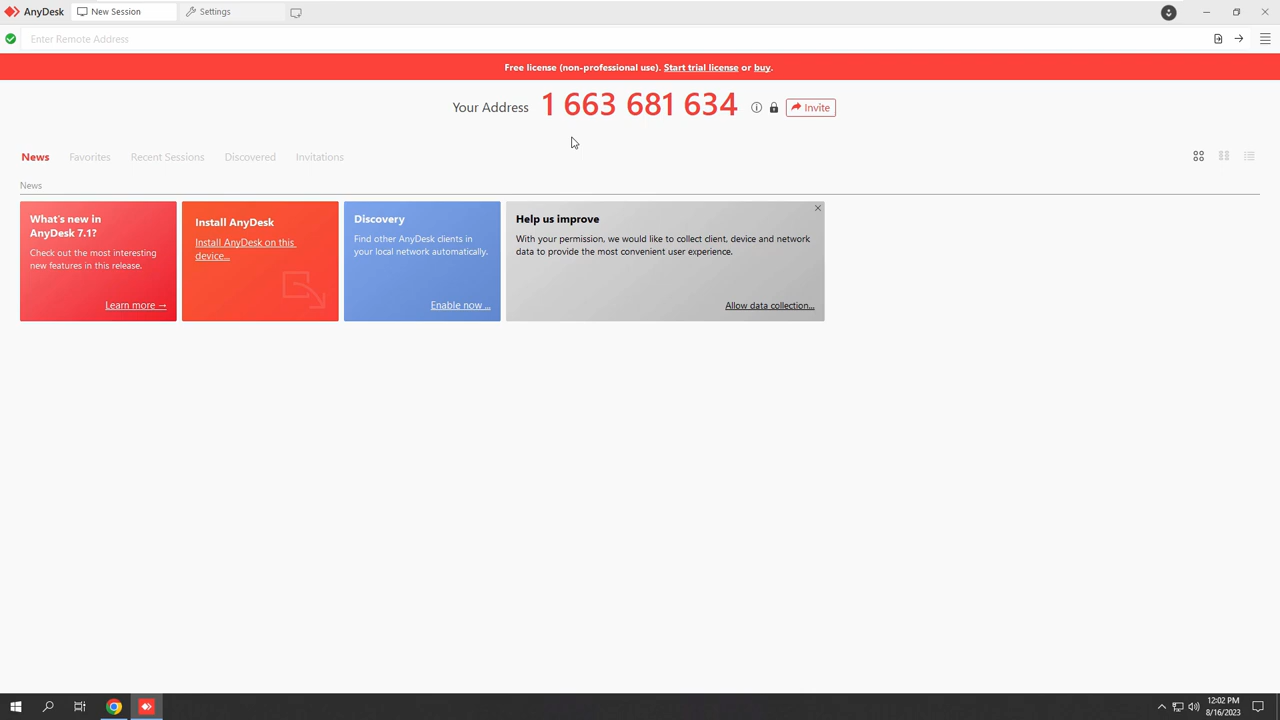 AnyDesk
New Session
Settings
Enter Remote Address
Free license (non-professional use). Start trial license or buy.
Your Address 1 663 681 634
Invite
News
Favorites
Recent Sessions
Discovered
Invitations
News
What's new in
AnyDesk 7.1?
Check out the most interesting
new features in this release.
Learn more →
Install AnyDesk
Install AnyDesk on this
device...
Discovery
Find other AnyDesk clients in
your local network automatically.
Enable now ...
Help us improve
With your permission, we would like to collect client, device and network
data to provide the most convenient user experience.
Allow data collection...
12:02 PM
8/16/2023